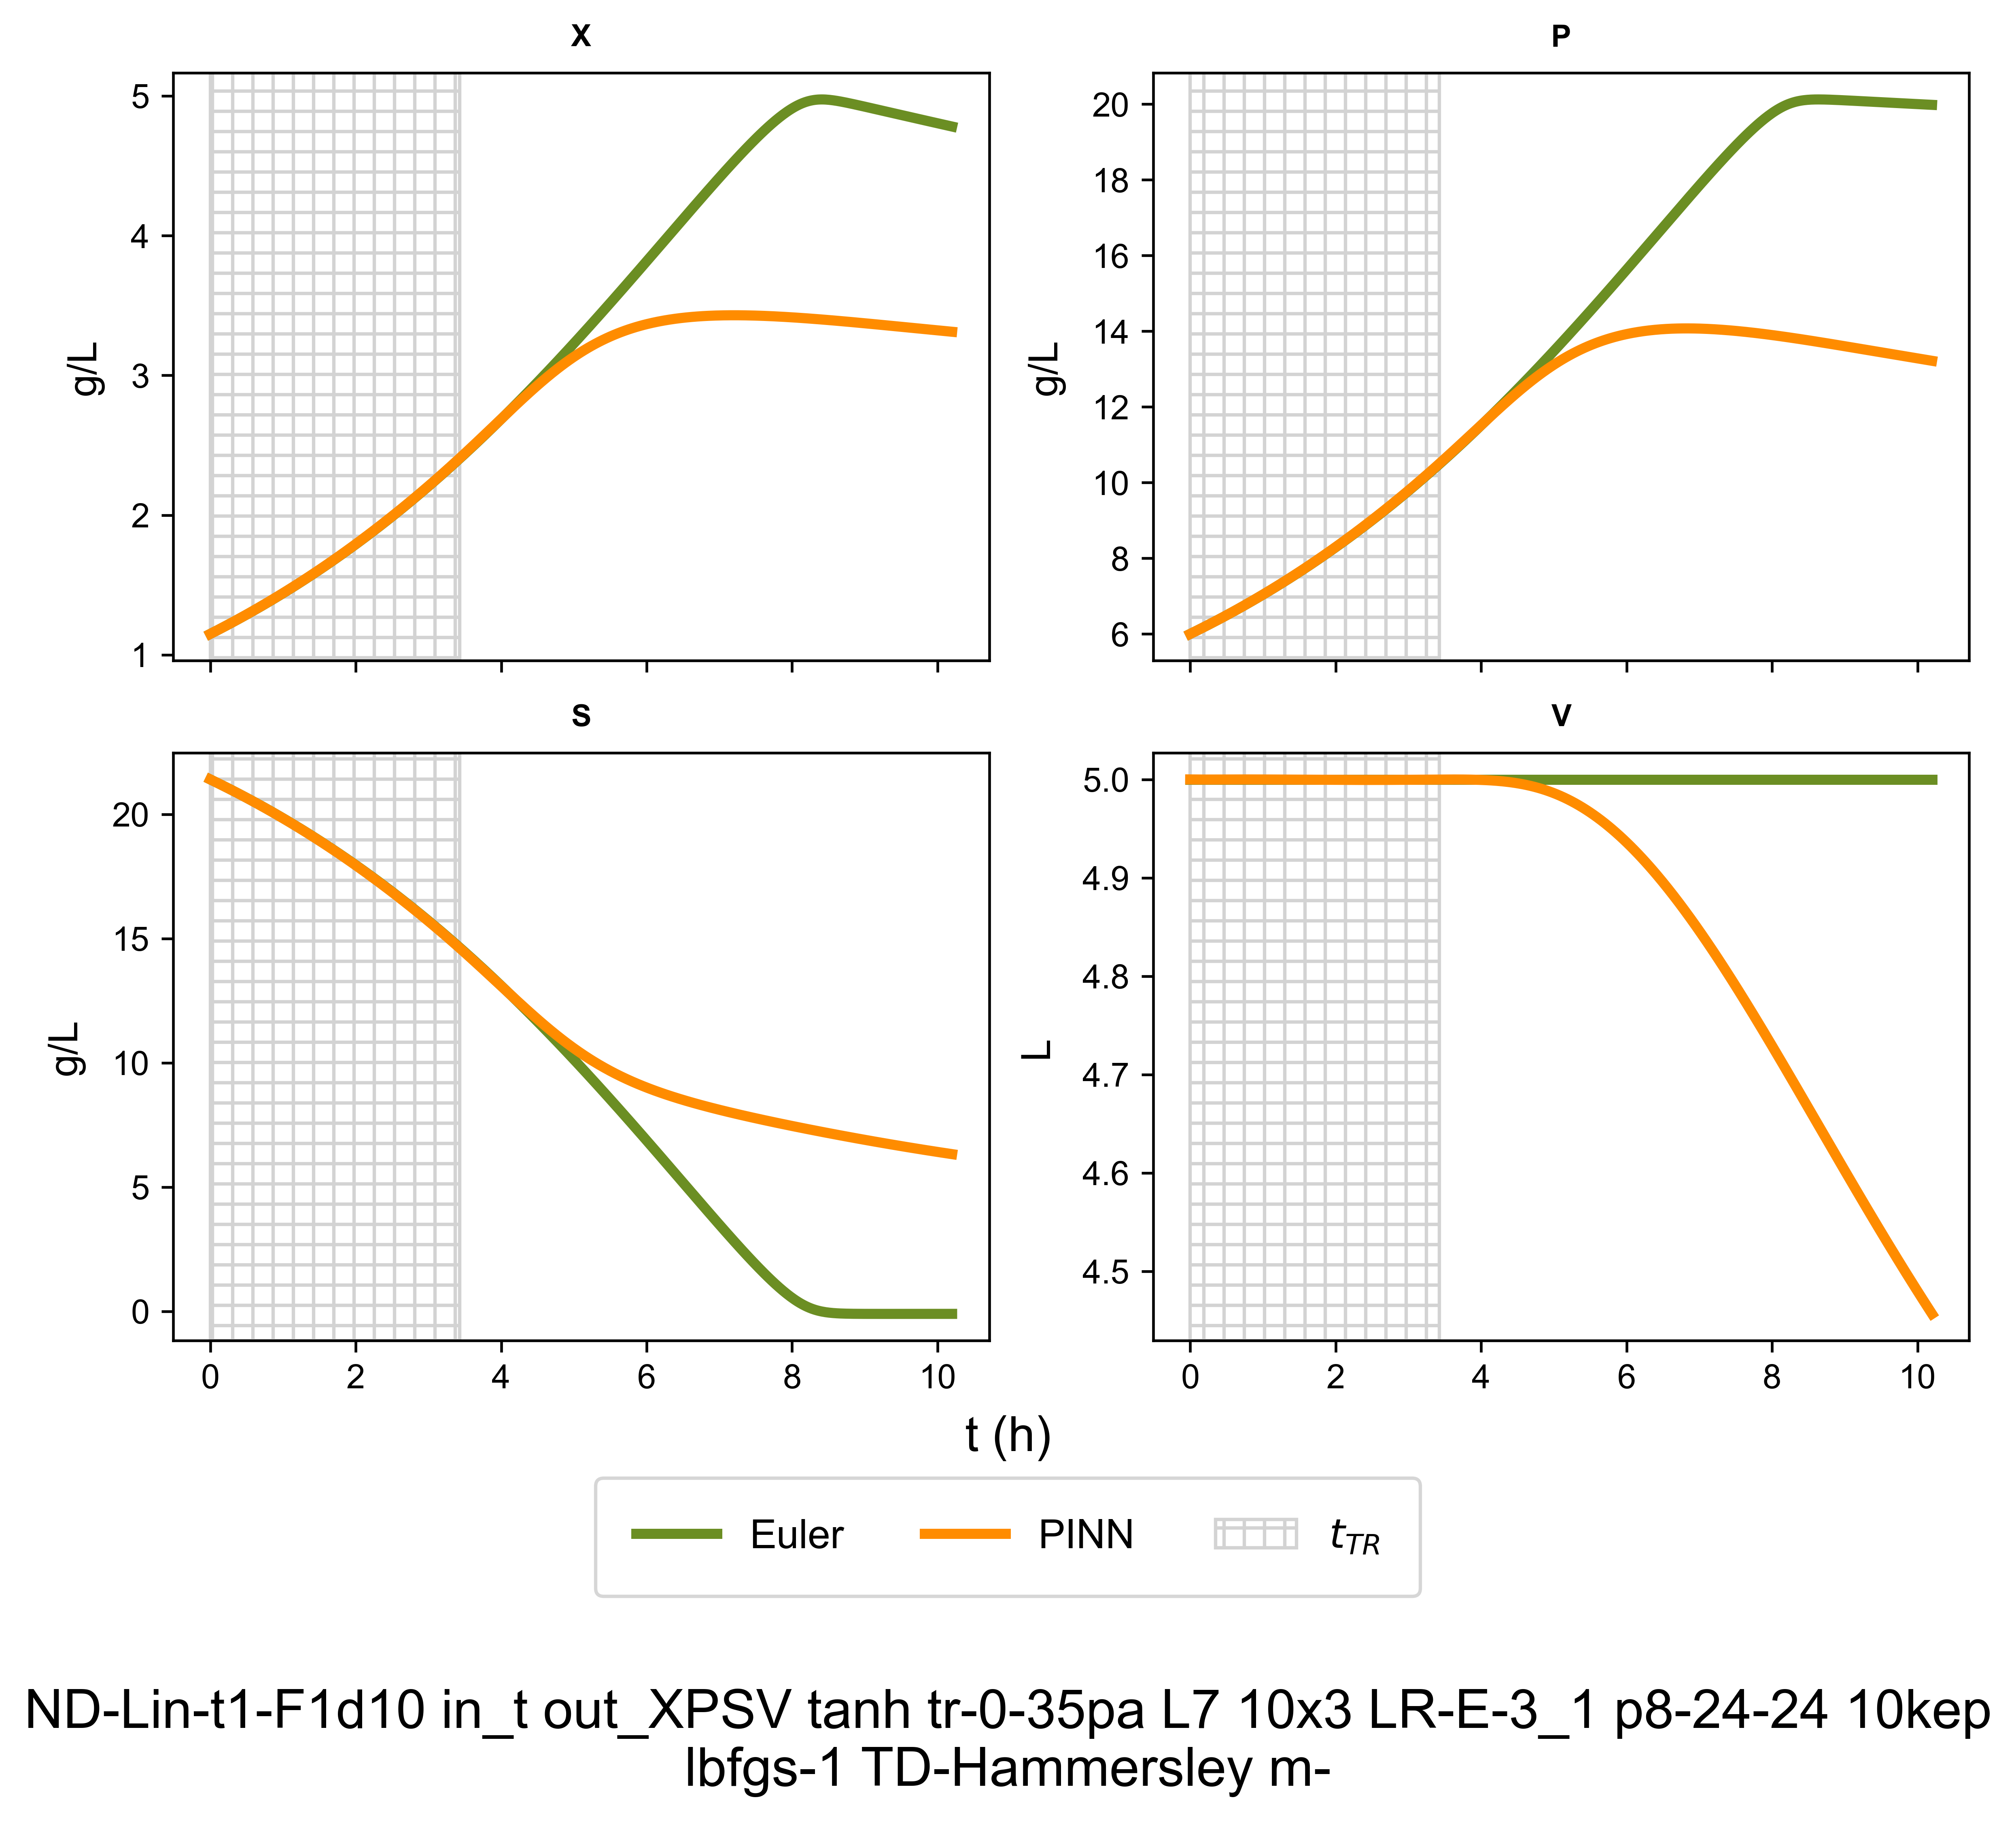 X
P
5
4
3
2
1
g/L
20
18
16
14
12
10
8
6
g/L
S
V
20
15
10
5
0
g/L
0 2 4 6 8 10
5.0
4.9
4.8
4.7
4.6
4.5
L
0 2 4 6 8 10
t (h)
Euler PINN t_TR
ND-Lin-t1-F1d10 in_t out_XPSV tanh tr-0-35pa L7 10x3 LR-E-3_1 p8-24-24 10kep
lbfgs-1 TD-Hammersley m-